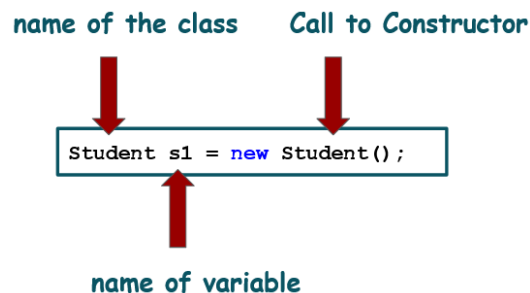 name of the class
Call to Constructor
Student s1 = new Student();
name of variable